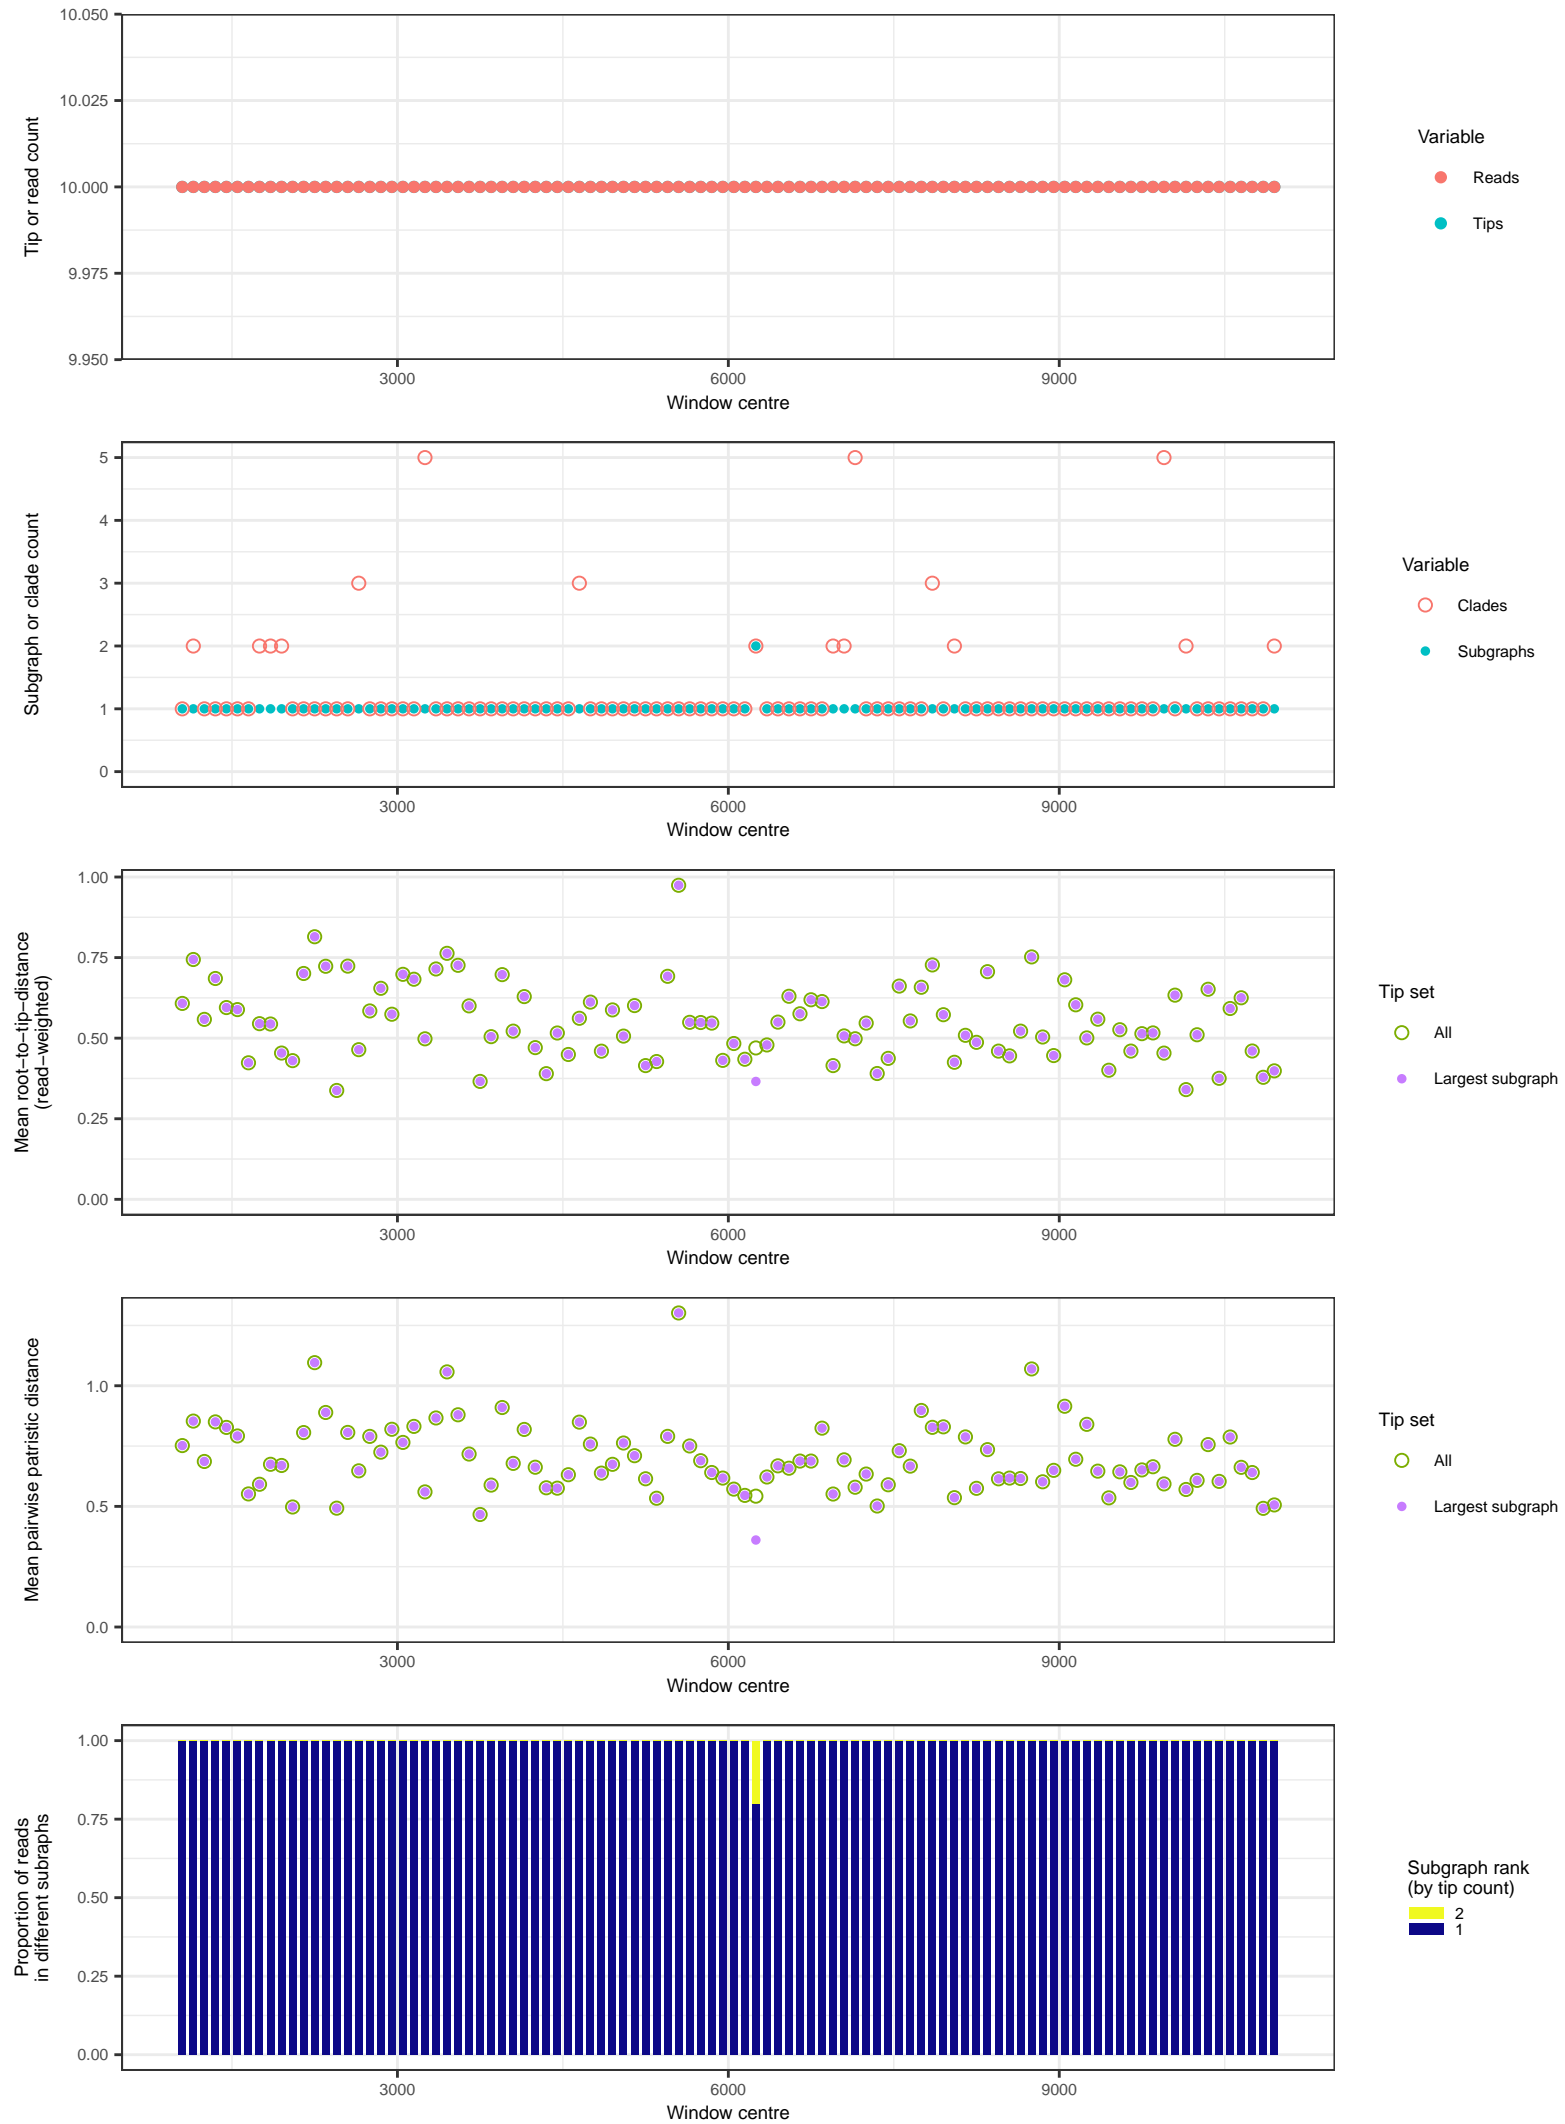 10.050
10.025
10.000
9.975
9.950
Tip or read count
3000 6000 9000
Window centre
Variable
Reads
Tips
5
4
3
2
1
0
Subgraph or clade count
3000 6000 9000
Window centre
Variable
Clades
Subgraphs
1.00
0.75
0.50
0.25
0.00
Mean root−to−tip−distance
(read−weighted)
3000 6000 9000
Window centre
Tip set
All
Largest subgraph
1.0
0.5
0.0
Mean pairwise patristic distance
3000 6000 9000
Window centre
Tip set
All
Largest subgraph
1.00
0.75
0.50
0.25
0.00
Proportion of reads
in different subraphs
3000 6000 9000
Window centre
Subgraph rank
(by tip count)
2
1